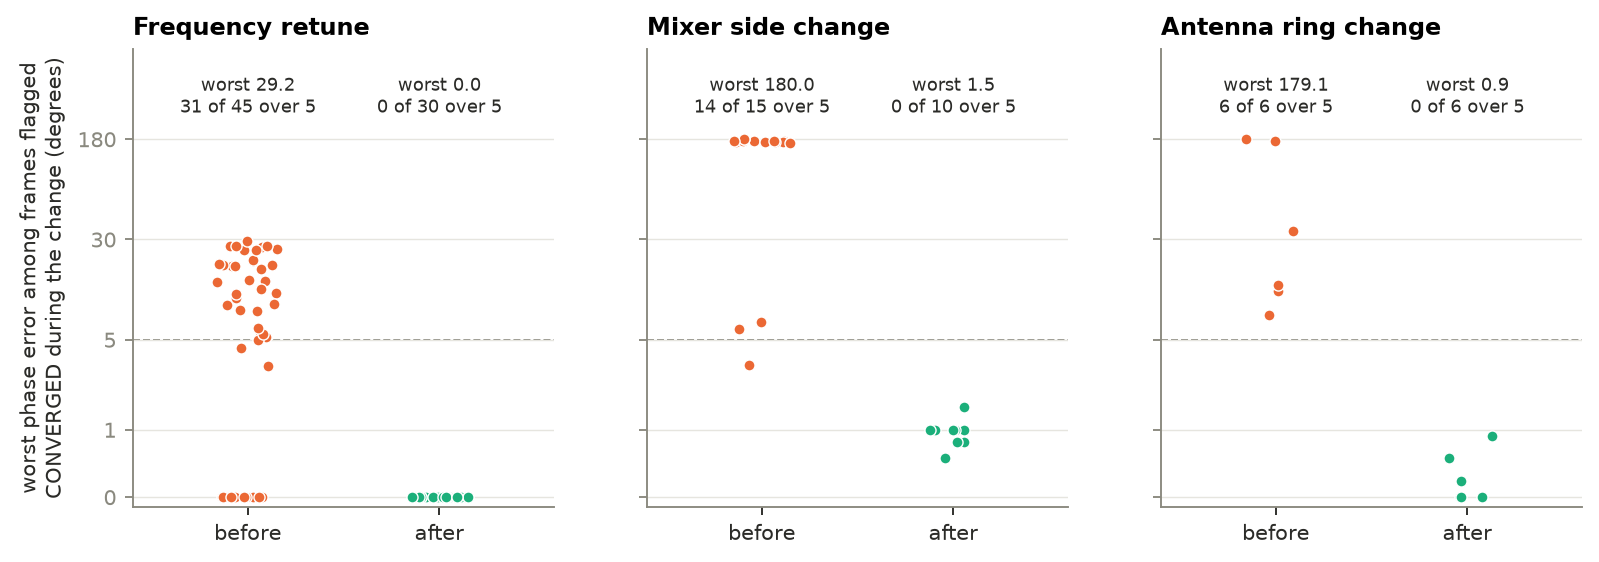 Frequency retune
Mixer side change
Antenna ring change
worst phase error among frames flagged
CONVERGED during the change (degrees)
worst 29.2
31 of 45 over 5
worst 0.0
0 of 30 over 5
worst 180.0
14 of 15 over 5
worst 1.5
0 of 10 over 5
worst 179.1
6 of 6 over 5
worst 0.9
0 of 6 over 5
180
30
5
1
0
before
after
before
after
before
after